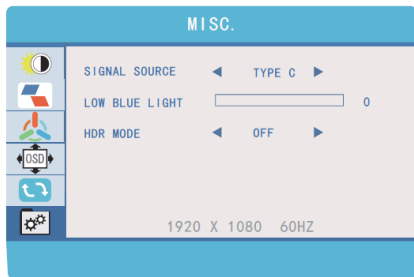 MISC.
SIGNAL SOURCE ◀ TYPE C ▶
LOW BLUE LIGHT 0
HDR MODE ◀ OFF ▶
OSD
1920 X 1080 60HZ